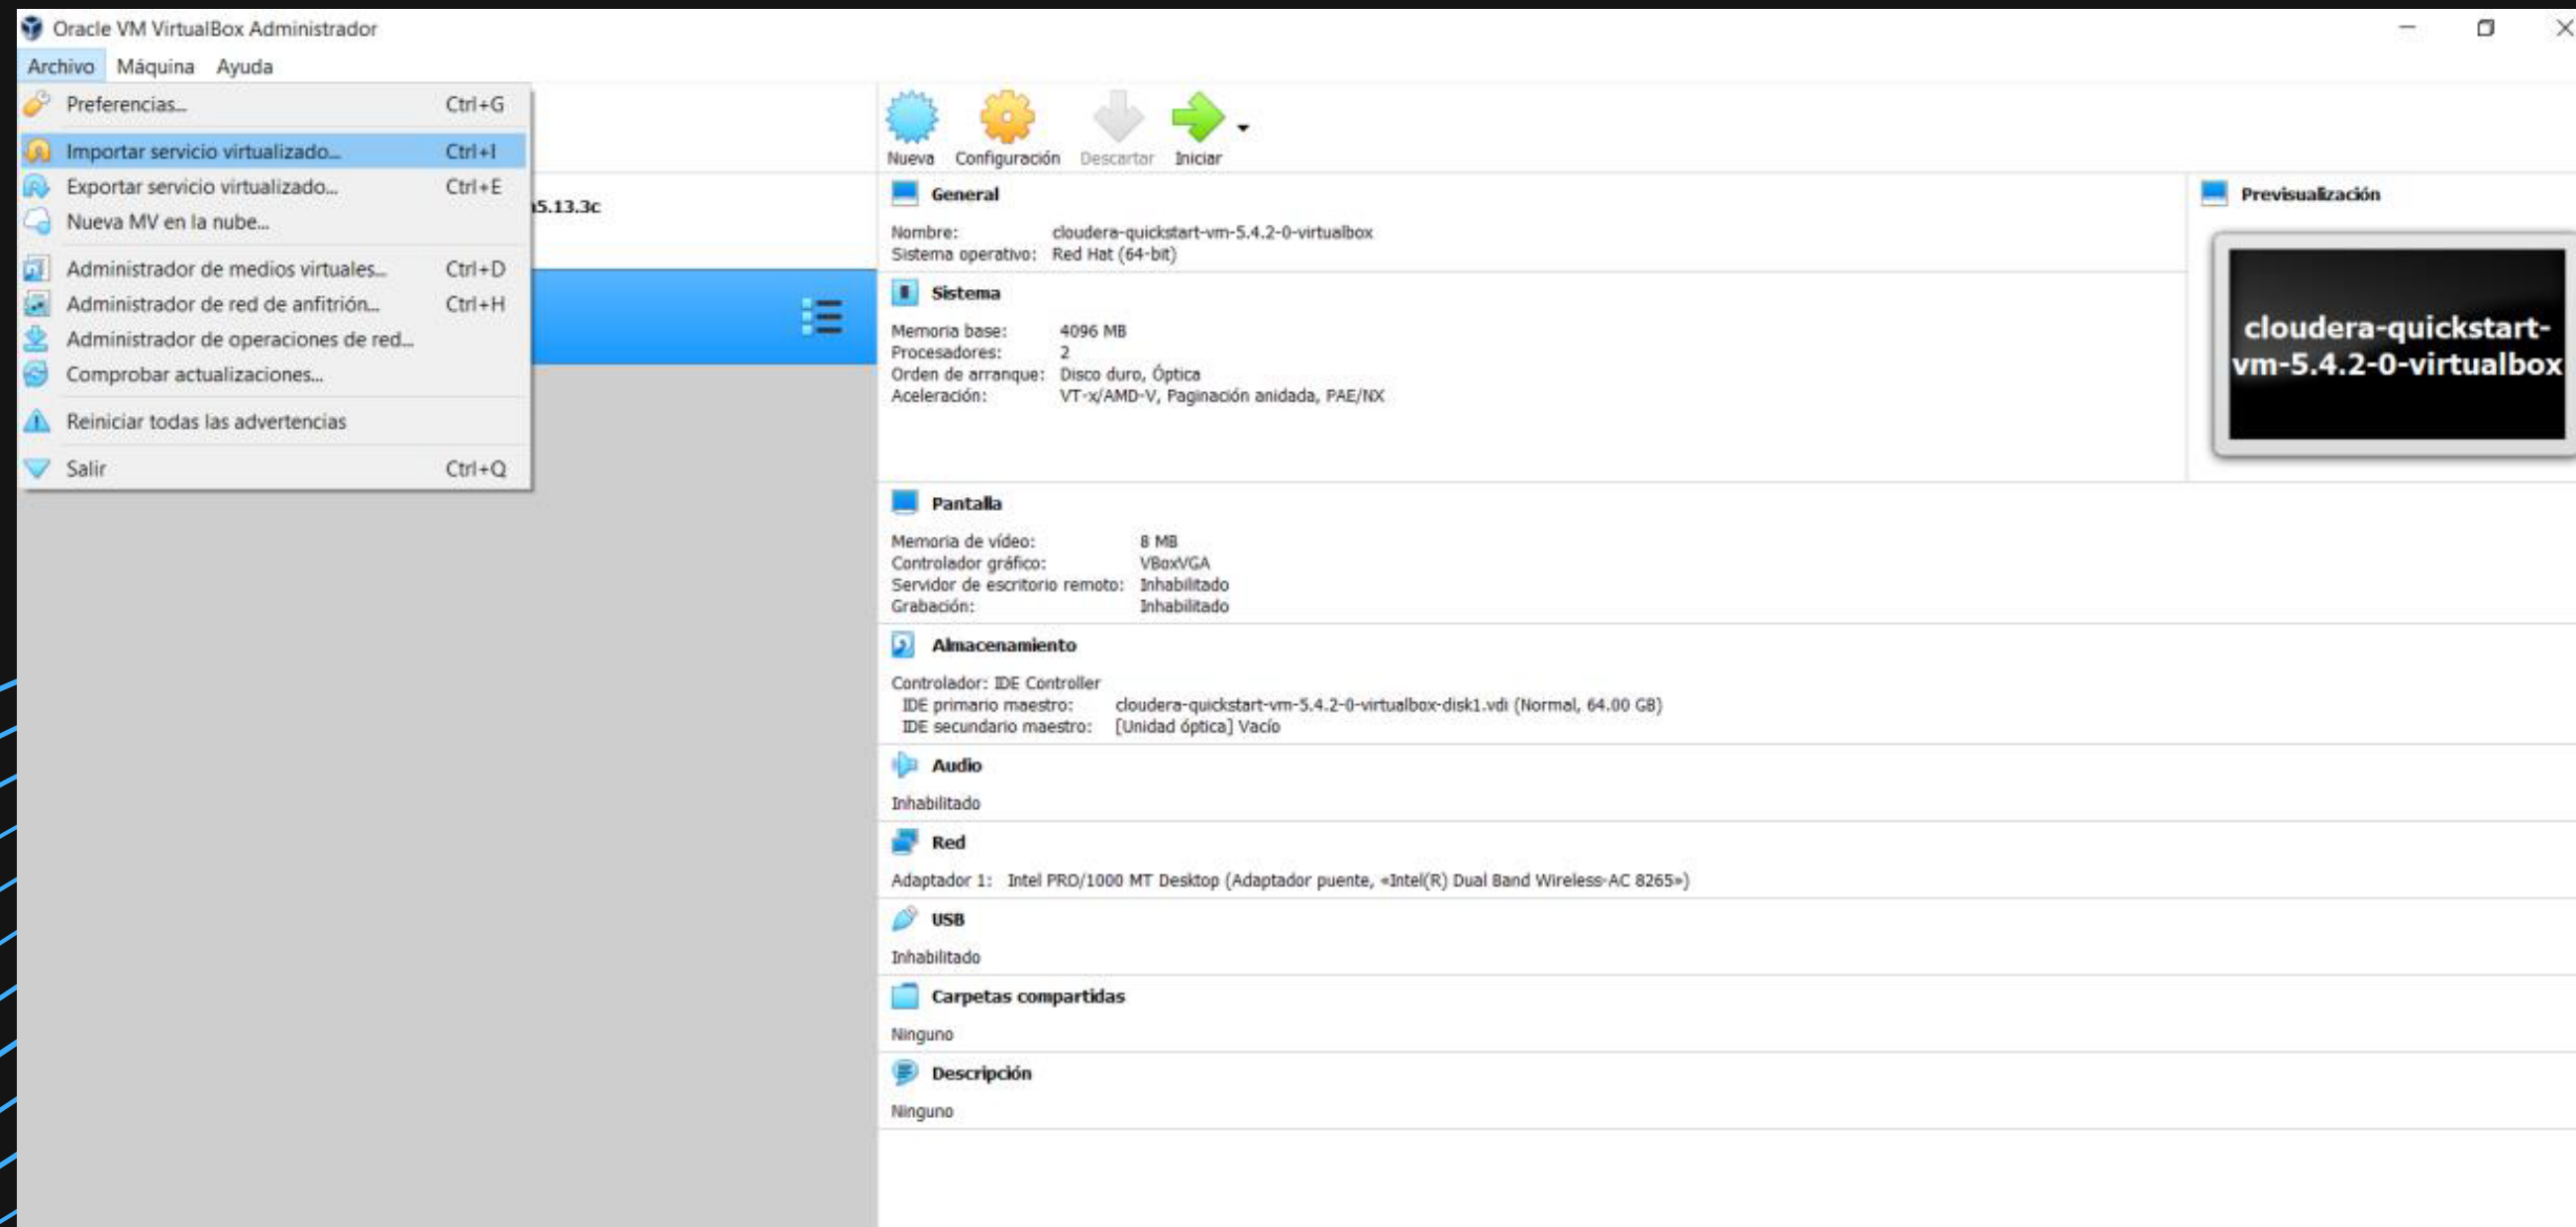 Oracle VM VirtualBox Administrador
Archivo Máquina Ayuda
Preferencias... Ctrl+G
Importar servicio virtualizado... Ctrl+I
Exportar servicio virtualizado... Ctrl+E
Nueva MV en la nube...
Administrador de medios virtuales... Ctrl+D
Administrador de red de anfitrión... Ctrl+H
Administrador de operaciones de red...
Comprobar actualizaciones...
Reiniciar todas las advertencias
Salir Ctrl+Q
5.13.3c
Nueva Configuración Descartar Iniciar
General
Nombre: cloudera-quickstart-vm-5.4.2-0-virtualbox
Sistema operativo: Red Hat (64-bit)
Sistema
Memoria base: 4096 MB
Procesadores: 2
Orden de arranque: Disco duro, Óptica
Aceleración: VT-x/AMD-V, Paginación anidada, PAE/NX
Previsualización
cloudera-quickstart-
vm-5.4.2-0-virtualbox
Pantalla
Memoria de vídeo: 8 MB
Controlador gráfico: VBoxVGA
Servidor de escritorio remoto: Inhabilitado
Grabación: Inhabilitado
Almacenamiento
Controlador: IDE Controller
IDE primario maestro: cloudera-quickstart-vm-5.4.2-0-virtualbox-disk1.vdi (Normal, 64.00 GB)
IDE secundario maestro: [Unidad óptica] Vacío
Audio
Inhabilitado
Red
Adaptador 1: Intel PRO/1000 MT Desktop (Adaptador puente, «Intel(R) Dual Band Wireless-AC 8265»)
USB
Inhabilitado
Carpetas compartidas
Ninguno
Descripción
Ninguno